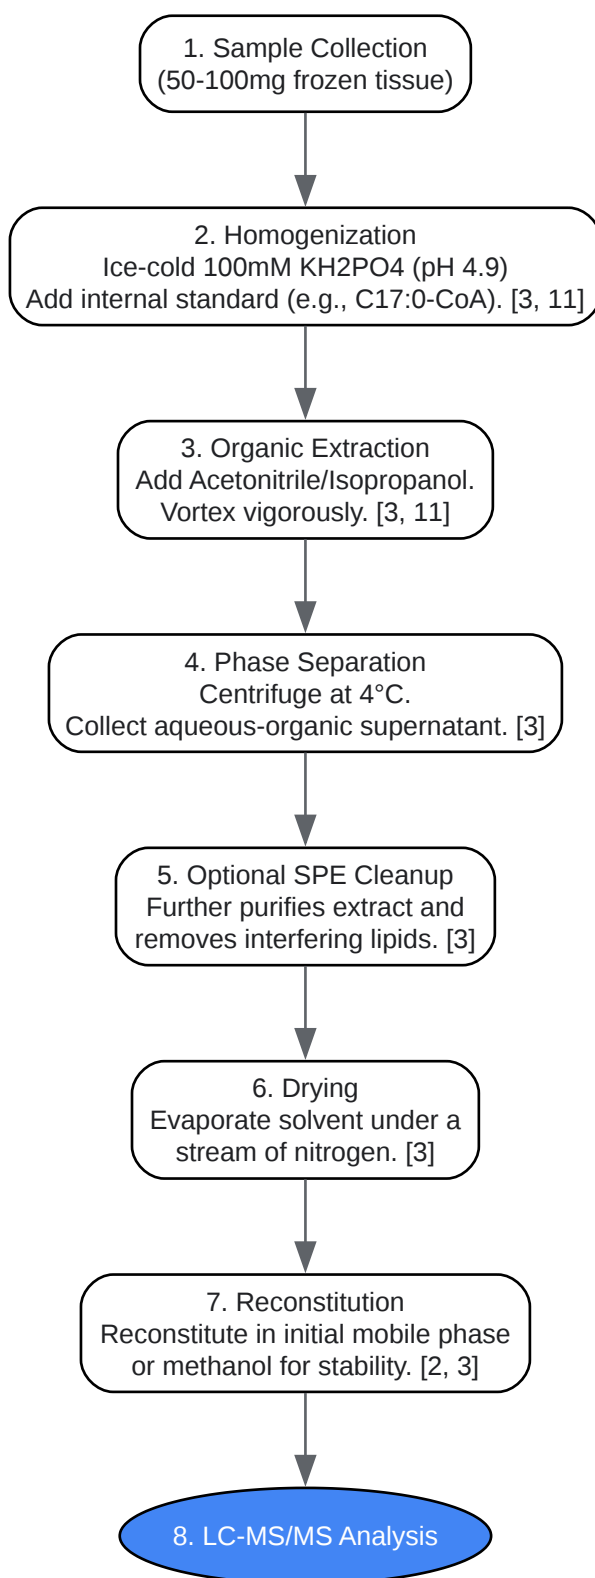 1. Sample Collection
(50-100mg frozen tissue)
2. Homogenization
Ice-cold 100mM KH2PO4 (pH 4.9)
Add internal standard (e.g., C17:0-CoA). [3, 11]
3. Organic Extraction
Add Acetonitrile/Isopropanol.
Vortex vigorously. [3, 11]
4. Phase Separation
Centrifuge at 4°C.
Collect aqueous-organic supernatant. [3]
5. Optional SPE Cleanup
Further purifies extract and
removes interfering lipids. [3]
6. Drying
Evaporate solvent under a
stream of nitrogen. [3]
7. Reconstitution
Reconstitute in initial mobile phase
or methanol for stability. [2, 3]
8. LC-MS/MS Analysis